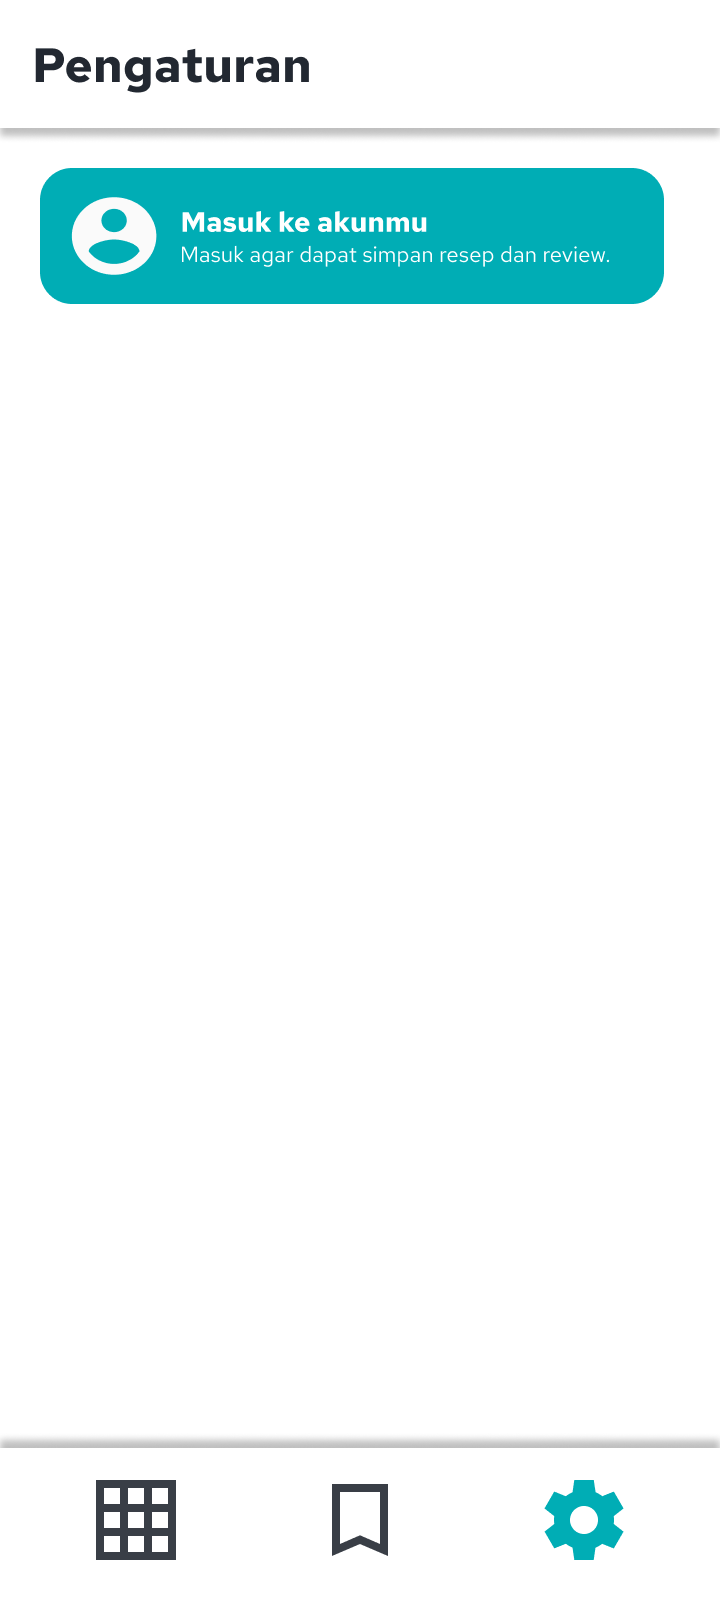 Pengaturan
Masuk ke akunmu
Masuk agar dapat simpan resep dan review.